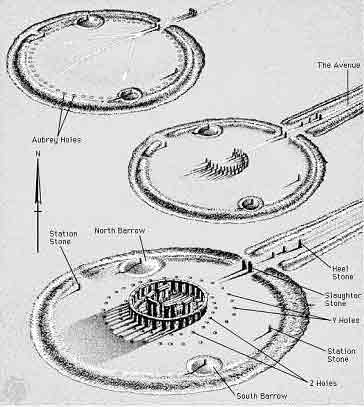 The Avenue
Aubrey Holes
N
Station
Stone
North Barrow
Heel
Stone
Slaughter
Stone
Y Holes
Station
Stone
Z Holes
South Barrow